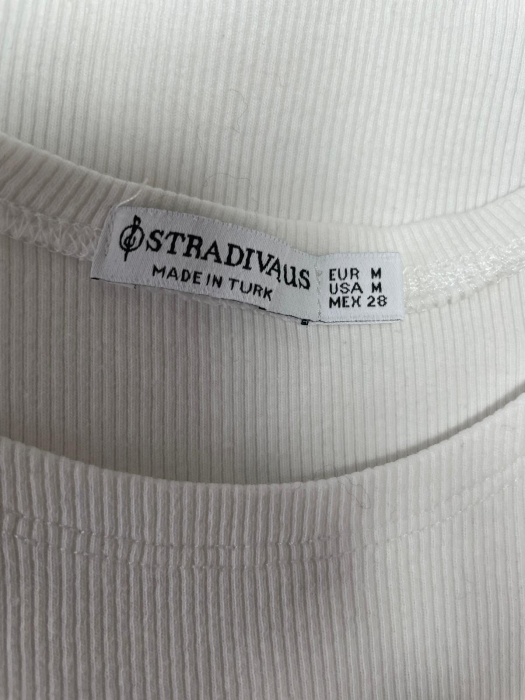 STRADIVAUS
MADE IN TURK
EUR M
USA M
MEX 28